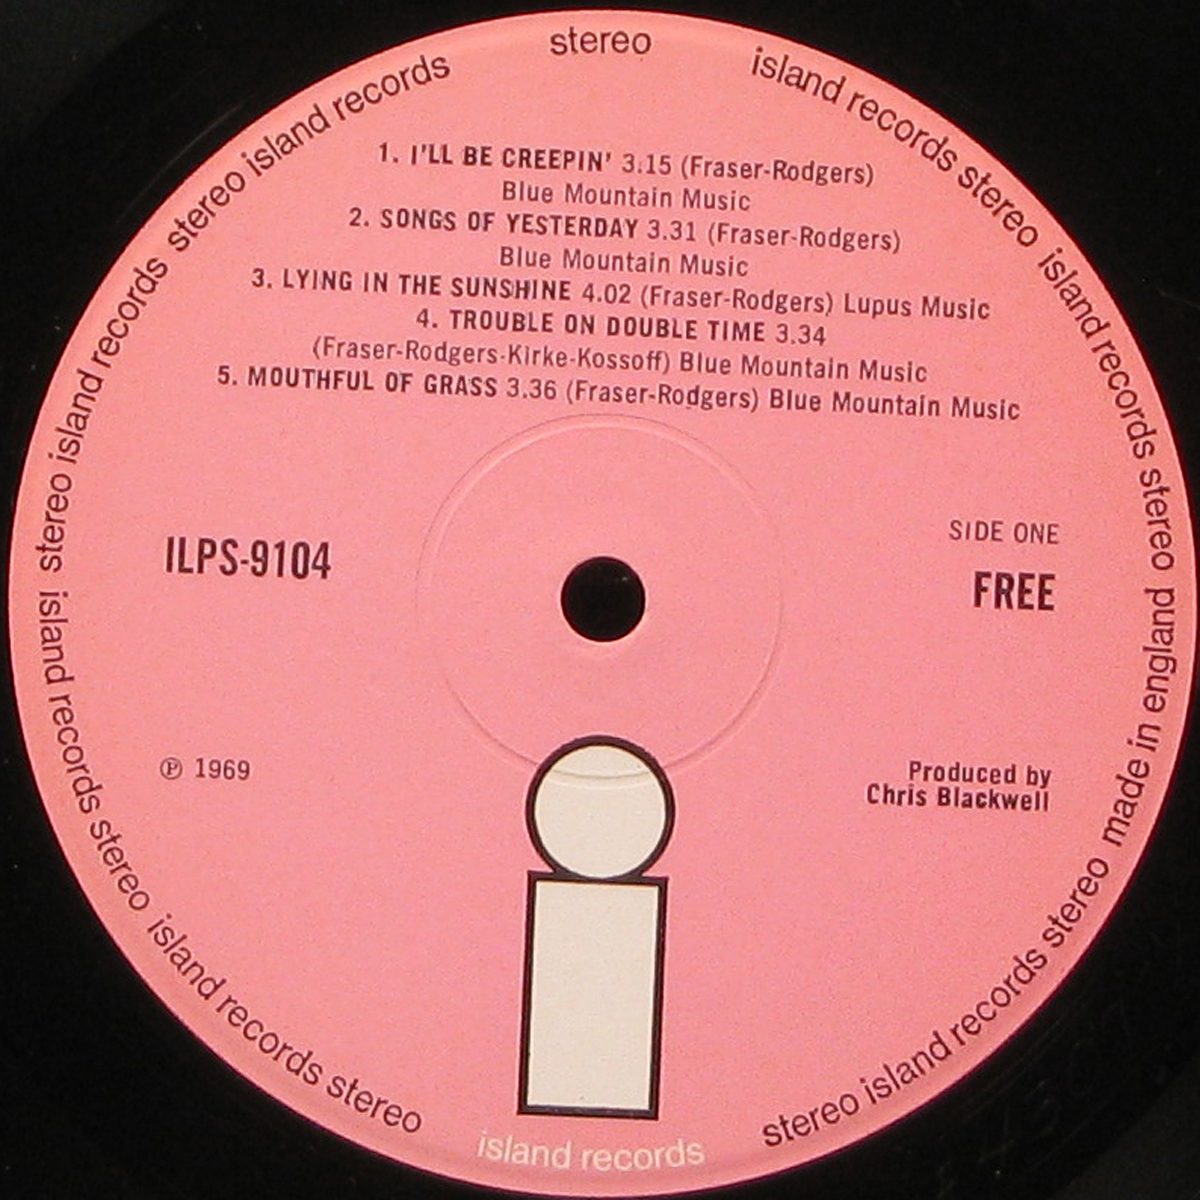 stereo
island records stereo island records stereo made in england
1. I'LL BE CREEPIN' 3.15 (Fraser-Rodgers)
Blue Mountain Music
2. SONGS OF YESTERDAY 3.31 (Fraser-Rodgers)
Blue Mountain Music
3. LYING IN THE SUNSHINE 4.02 (Fraser-Rodgers) Lupus Music
4. TROUBLE ON DOUBLE TIME 3.34
(Fraser-Rodgers-Kirke-Kossoff) Blue Mountain Music
5. MOUTHFUL OF GRASS 3.36 (Fraser-Rodgers) Blue Mountain Music
SIDE ONE
ILPS-9104
FREE
℗ 1969
Produced by
Chris Blackwell
stereo island records stereo
island records
island records stereo island records stereo
stereo island records stereo island records